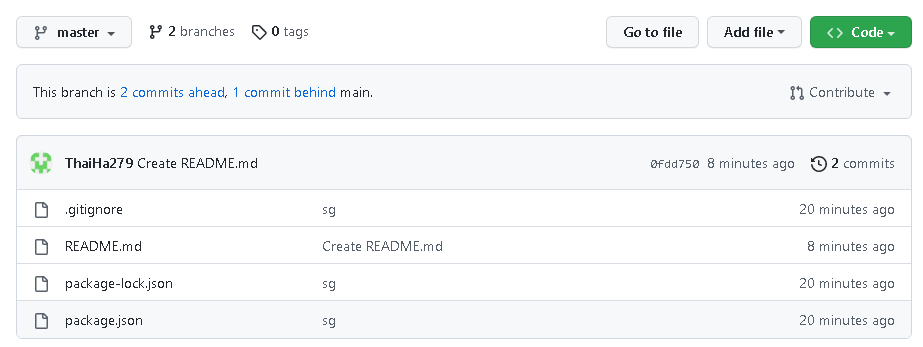 master 2 branches 0 tags Go to file Add file Code
This branch is 2 commits ahead, 1 commit behind main. Contribute
ThaiHa279 Create README.md 0fdd750 8 minutes ago 2 commits
.gitignore sg 20 minutes ago
README.md Create README.md 8 minutes ago
package-lock.json sg 20 minutes ago
package.json sg 20 minutes ago